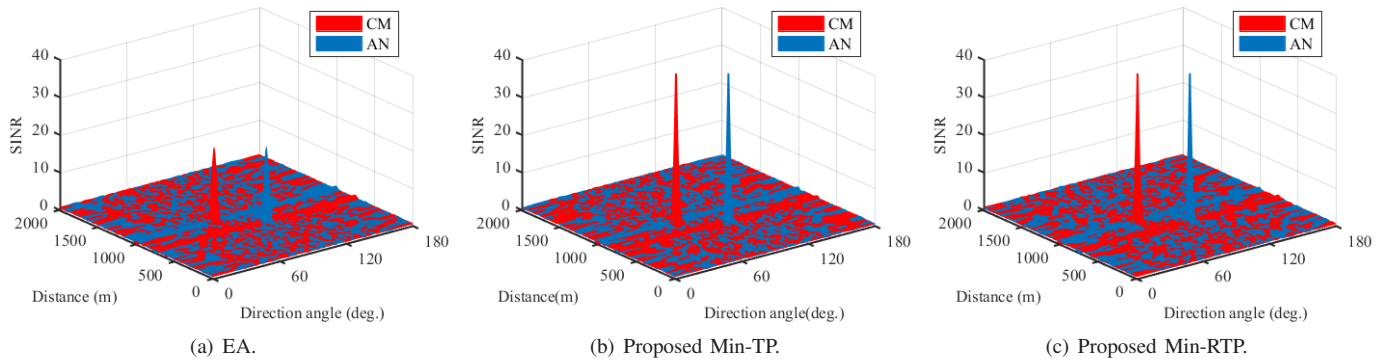 CM
AN
40
30
20
10
0
SINR
2000
1500
1000
500
0
Distance (m)
0
60
120
180
Direction angle (deg.)
(a) EA.
CM
AN
40
30
20
10
0
SINR
2000
1500
1000
500
0
Distance(m)
0
60
120
180
Direction angle(deg.)
(b) Proposed Min-TP.
CM
AN
40
30
20
10
0
SINR
2000
1500
1000
500
0
Distance (m)
0
60
120
180
Direction angle (deg.)
(c) Proposed Min-RTP.